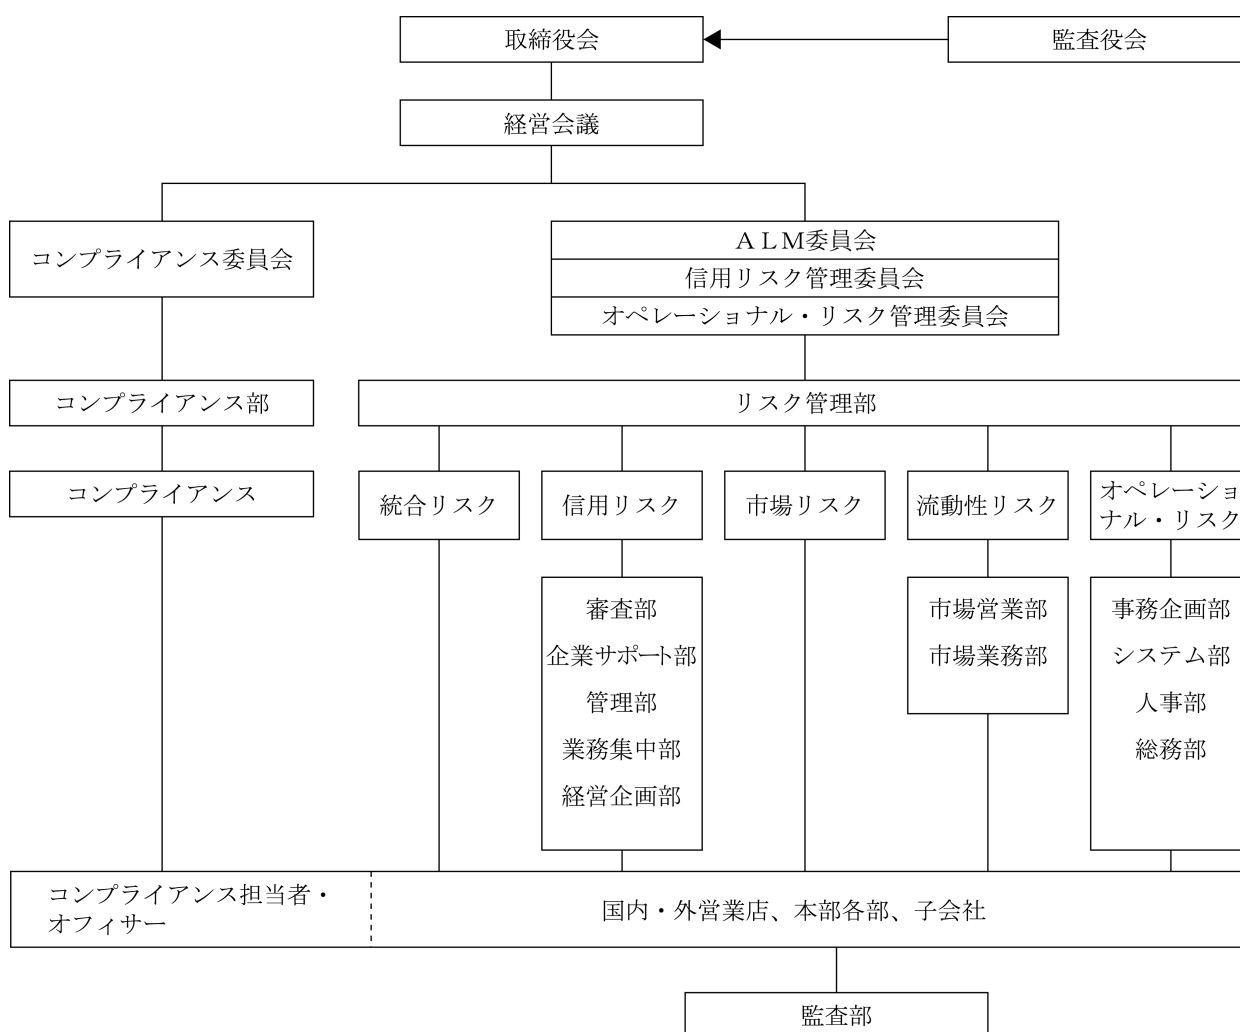 取締役会
監査役会
経営会議
コンプライアンス委員会
ＡＬＭ委員会
信用リスク管理委員会
オペレーショナル・リスク管理委員会
コンプライアンス部
リスク管理部
コンプライアンス
統合リスク
信用リスク
市場リスク
流動性リスク
オペレーショ
ナル・リスク
審査部
企業サポート部
管理部
業務集中部
経営企画部
市場営業部
市場業務部
事務企画部
システム部
人事部
総務部
コンプライアンス担当者・
オフィサー
国内・外営業店、本部各部、子会社
監査部